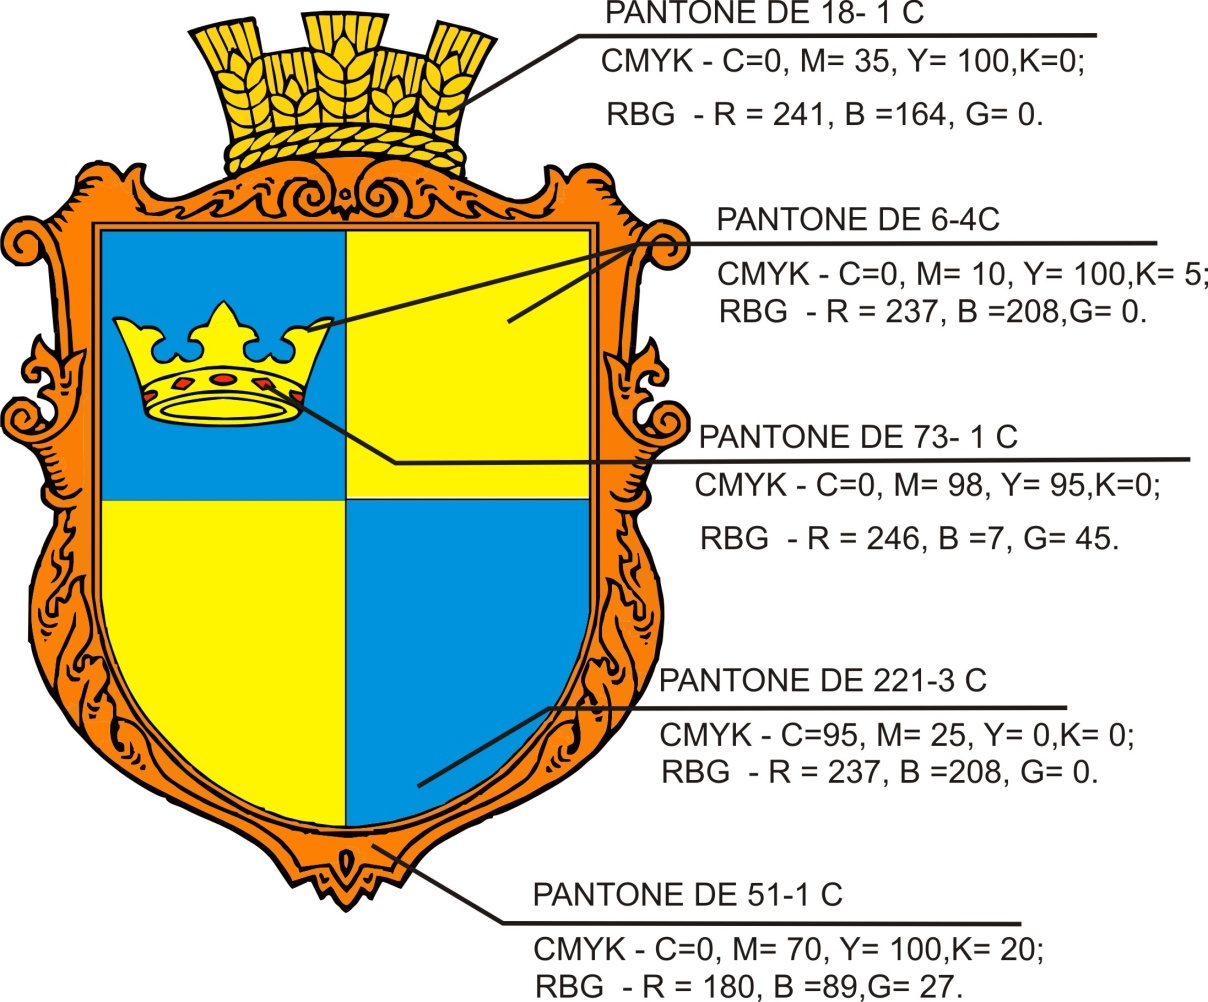 PANTONE DE 18- 1 C
CMYK - C=0, M= 35, Y= 100,K=0;
RBG - R = 241, B =164, G= 0.
PANTONE DE 6-4C
CMYK - C=0, M= 10, Y= 100,K= 5;
RBG - R = 237, B =208,G= 0.
PANTONE DE 73- 1 C
CMYK - C=0, M= 98, Y= 95,K=0;
RBG - R = 246, B =7, G= 45.
PANTONE DE 221-3 C
CMYK - C=95, M= 25, Y= 0,K= 0;
RBG - R = 237, B =208, G= 0.
PANTONE DE 51-1 C
CMYK - C=0, M= 70, Y= 100,K= 20;
RBG - R = 180, B =89,G= 27.